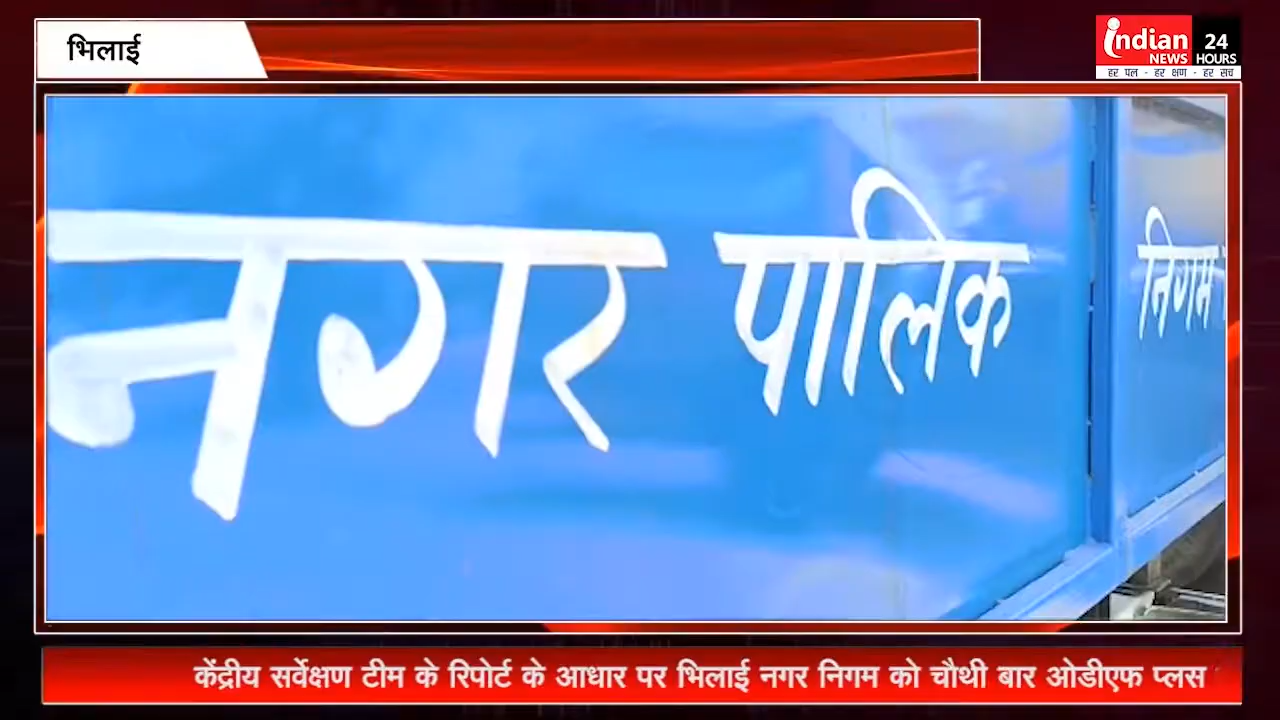 भिलाई
indian
NEWS
24
HOURS
हर पल - हर क्षण - हर सच
नगर पालिक निगम
केंद्रीय सर्वेक्षण टीम के रिपोर्ट के आधार पर भिलाई नगर निगम को चौथी बार ओडीएफ प्लस